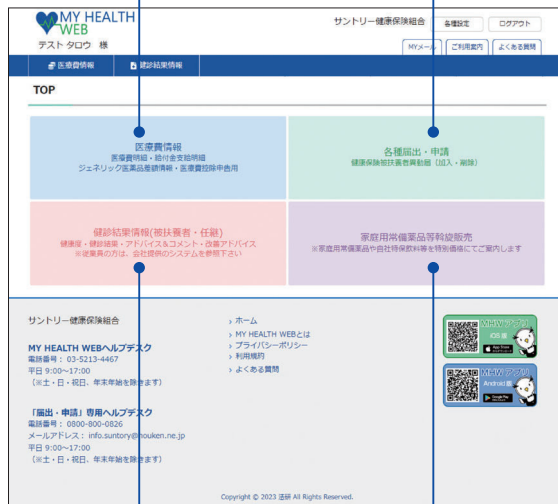 MY HEALTH
WEB
サントリー健康保険組合
各種設定
ログアウト
テスト タロウ 様
MYメール
ご利用案内
よくある質問
医療費情報
健診結果情報
TOP
医療費情報
医療費明細・給付金支給明細
ジェネリック医薬品差額情報・医療費控除申告用
各種届出・申請
健康保険被扶養者異動届（加入・削除）
健診結果情報(被扶養者・任継)
健康度・健診結果・アドバイス＆コメント・改善アドバイス
※従業員の方は、会社提供のシステムを参照下さい
家庭用常備薬品等斡旋販売
※家庭用常備薬品や自社特保飲料等を特別価格にてご案内します
サントリー健康保険組合
MY HEALTH WEBヘルプデスク
電話番号： 03-5213-4467
平日 9:00～17:00
（※土・日・祝日、年末年始を除きます）
「届出・申請」専用ヘルプデスク
電話番号： 0800-800-0826
メールアドレス： info.suntory@houken.ne.jp
平日 9:00～17:00
（※土・日・祝日、年末年始を除きます）
› ホーム
› MY HEALTH WEBとは
› プライバシーポリシー
› 利用規約
› よくある質問
MHW アプリ
iOS版
App Store
MHW アプリ
Android版
Google Play
Copyright © 2023 法研 All Rights Reserved.